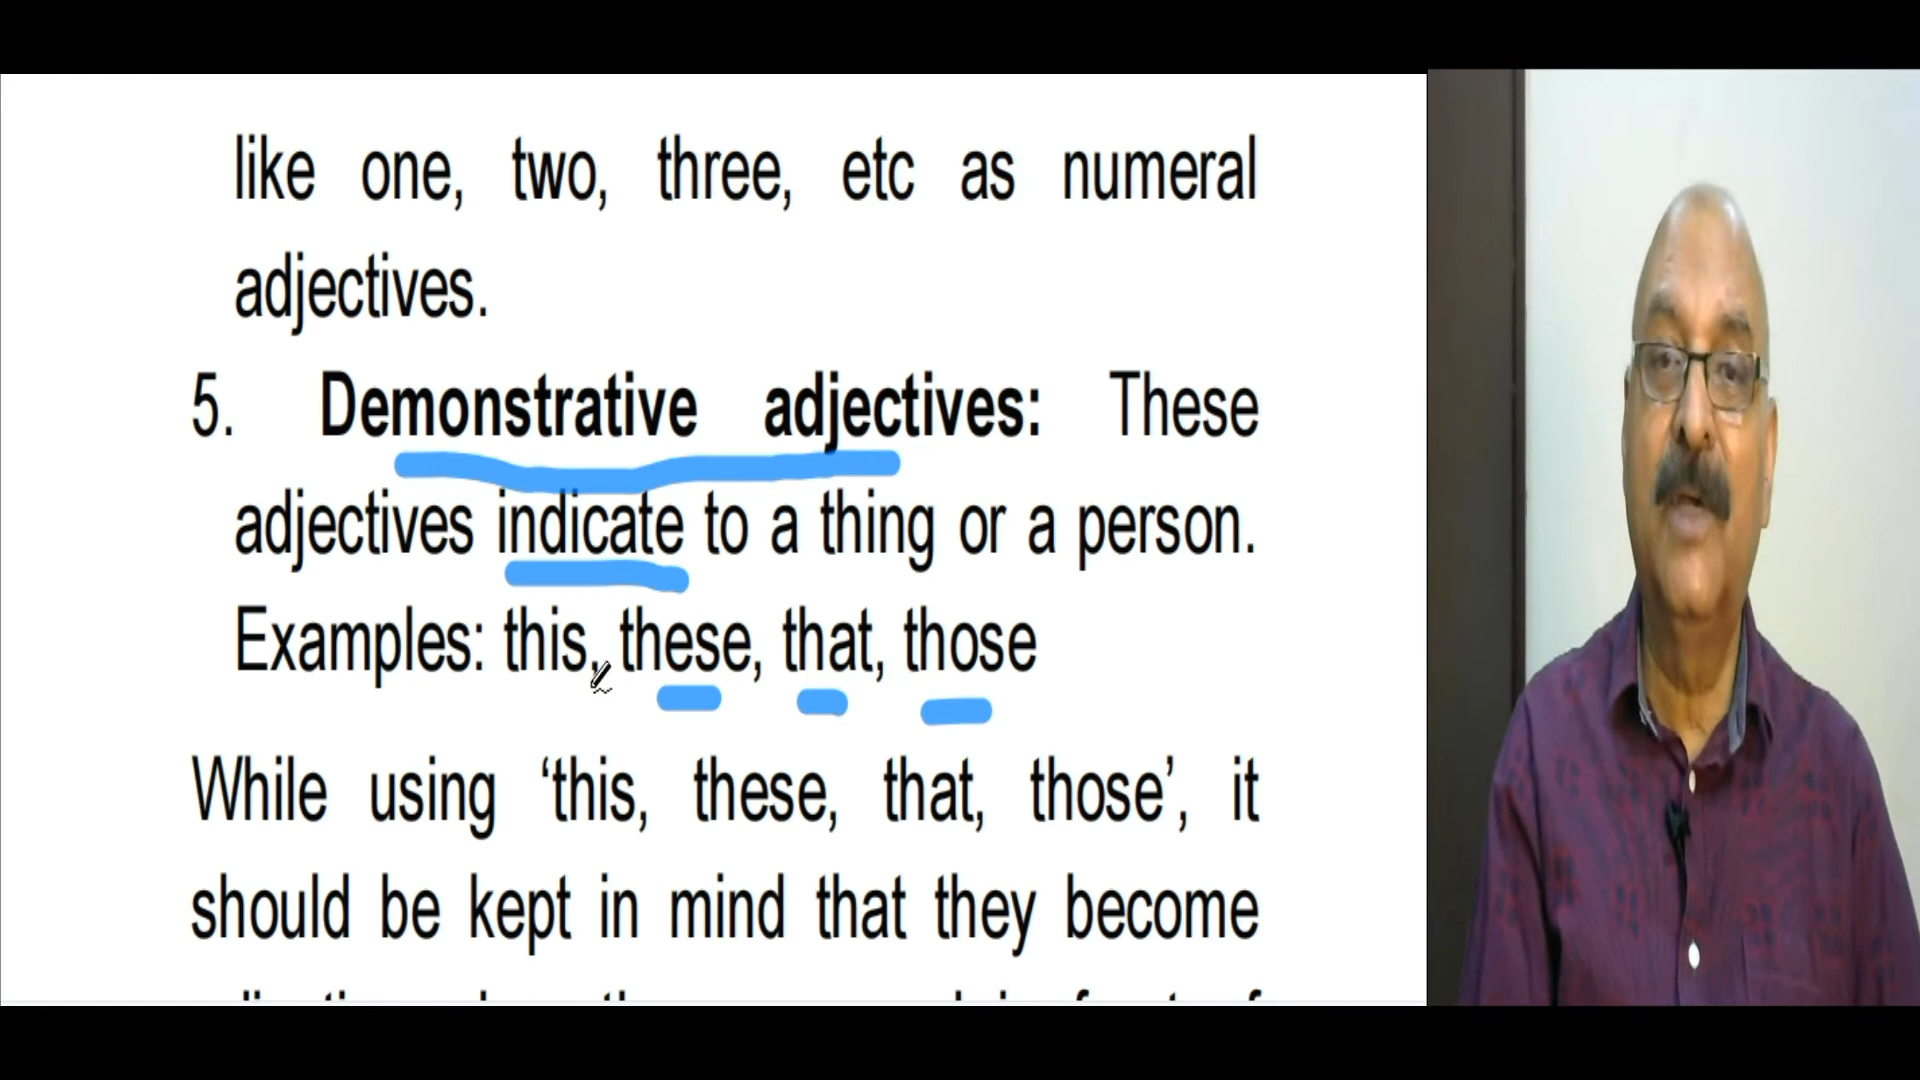 like one, two, three, etc as numeral
adjectives.
5. Demonstrative adjectives: These
adjectives indicate to a thing or a person.
Examples: this, these, that, those
While using ‘this, these, that, those’, it
should be kept in mind that they become